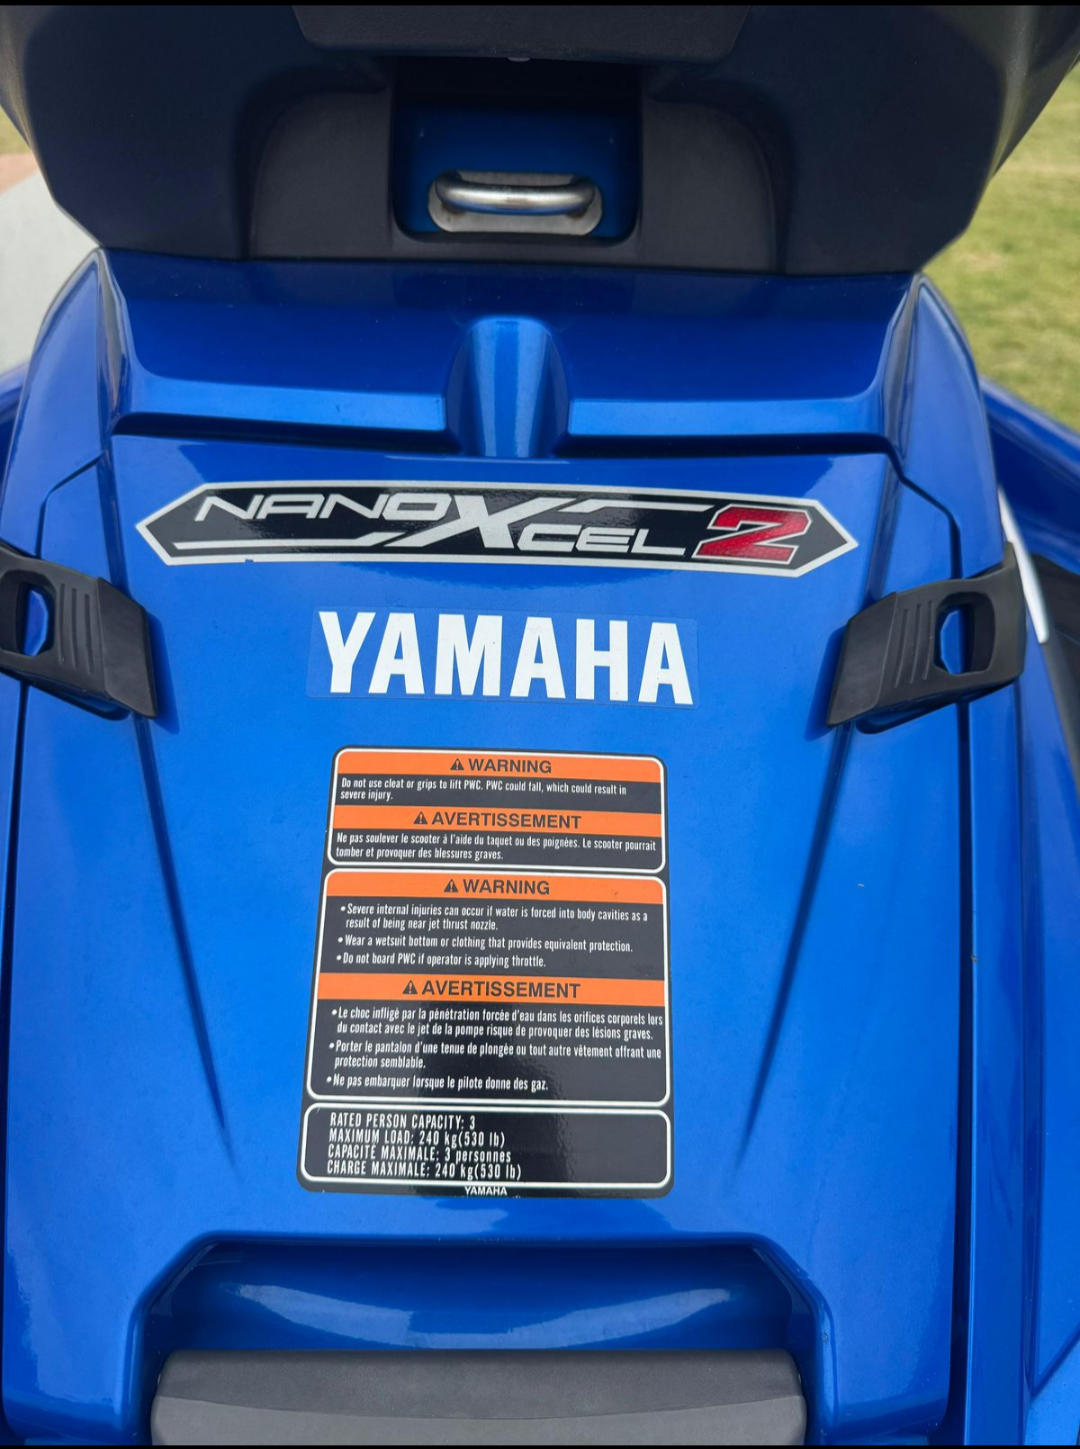 NANOXCEL2
YAMAHA
WARNING
Do not use cleat or grips to lift PWC. PWC could fall, which could result in
severe injury.
AVERTISSEMENT
Ne pas soulever le scooter à l'aide du taquet ou des poignées. Le scooter pourrait
tomber et provoquer des blessures graves.
WARNING
•Severe internal injuries can occur if water is forced into body cavities as a
result of being near jet thrust nozzle.
•Wear a wetsuit bottom or clothing that provides equivalent protection.
•Do not board PWC if operator is applying throttle.
AVERTISSEMENT
•Le choc infligé par la pénétration forcée d'eau dans les orifices corporels lors
du contact avec le jet de la pompe risque de provoquer des lésions graves.
•Porter le pantalon d'une tenue de plongée ou tout autre vêtement offrant une
protection semblable.
•Ne pas embarquer lorsque le pilote donne des gaz.
RATED PERSON CAPACITY: 3
MAXIMUM LOAD: 240 kg(530 lb)
CAPACITÉ MAXIMALE: 3 personnes
CHARGE MAXIMALE: 240 kg(530 lb)
YAMAHA